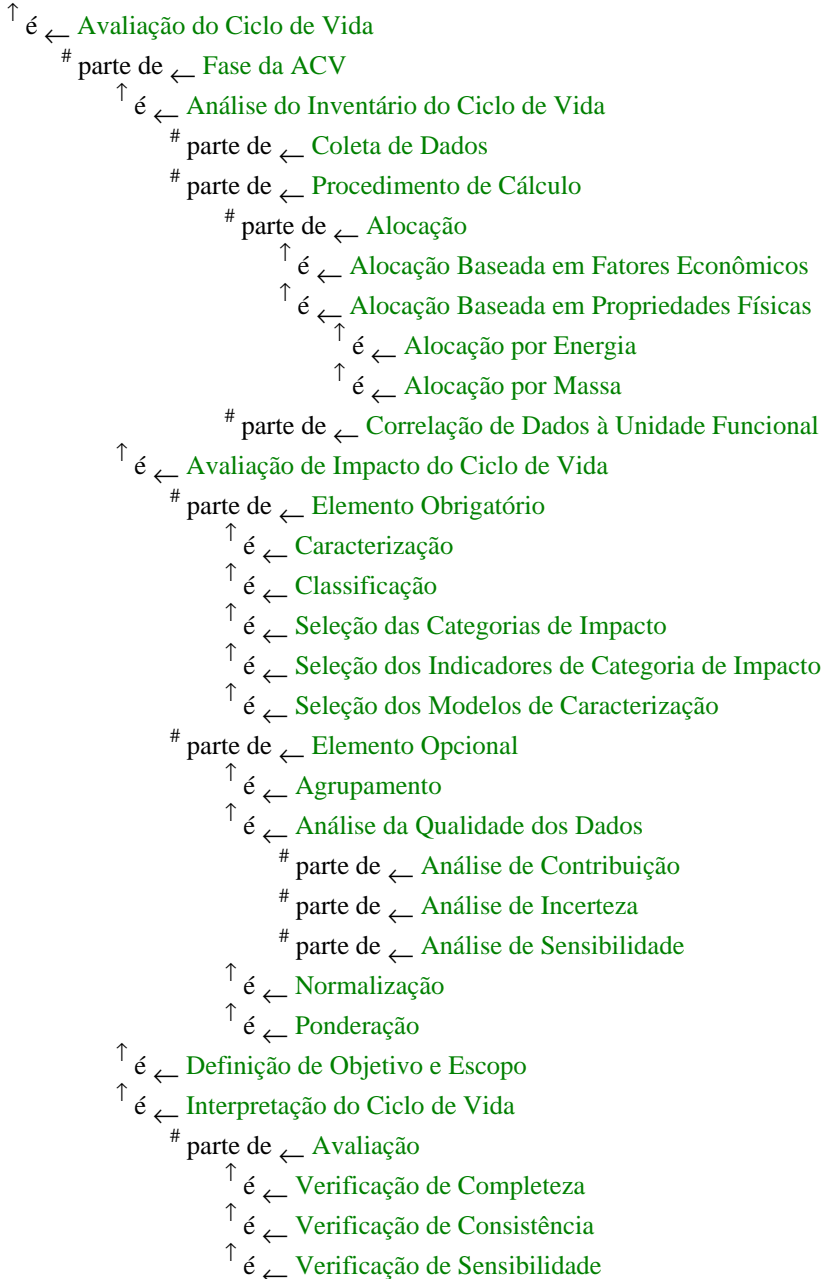 ↑ é ← Avaliação do Ciclo de Vida
# parte de ← Fase da ACV
↑ é ← Análise do Inventário do Ciclo de Vida
# parte de ← Coleta de Dados
# parte de ← Procedimento de Cálculo
# parte de ← Alocação
↑ é ← Alocação Baseada em Fatores Econômicos
↑ é ← Alocação Baseada em Propriedades Físicas
↑ é ← Alocação por Energia
↑ é ← Alocação por Massa
# parte de ← Correlação de Dados à Unidade Funcional
↑ é ← Avaliação de Impacto do Ciclo de Vida
# parte de ← Elemento Obrigatório
↑ é ← Caracterização
↑ é ← Classificação
↑ é ← Seleção das Categorias de Impacto
↑ é ← Seleção dos Indicadores de Categoria de Impacto
↑ é ← Seleção dos Modelos de Caracterização
# parte de ← Elemento Opcional
↑ é ← Agrupamento
↑ é ← Análise da Qualidade dos Dados
# parte de ← Análise de Contribuição
# parte de ← Análise de Incerteza
# parte de ← Análise de Sensibilidade
↑ é ← Normalização
↑ é ← Ponderação
↑ é ← Definição de Objetivo e Escopo
↑ é ← Interpretação do Ciclo de Vida
# parte de ← Avaliação
↑ é ← Verificação de Completeza
↑ é ← Verificação de Consistência
↑ é ← Verificação de Sensibilidade